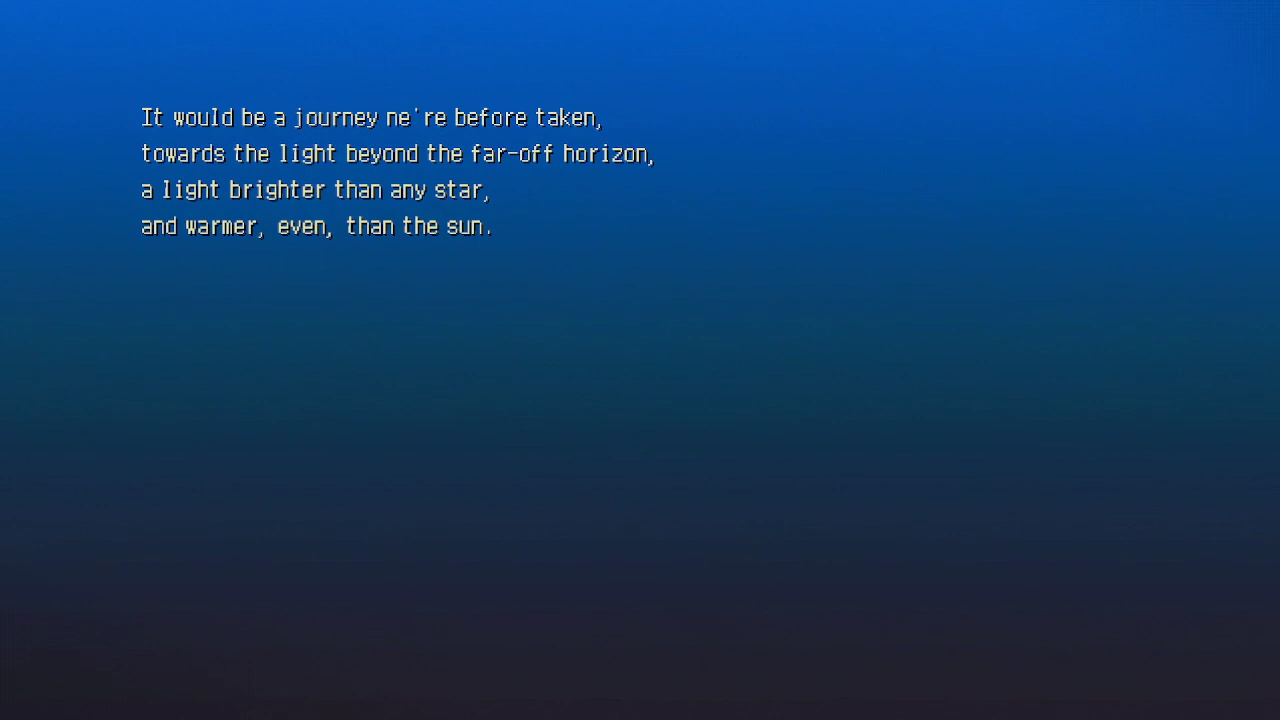 It would be a journey ne're before taken,
towards the light beyond the far-off horizon,
a light brighter than any star,
and warmer, even, than the sun.